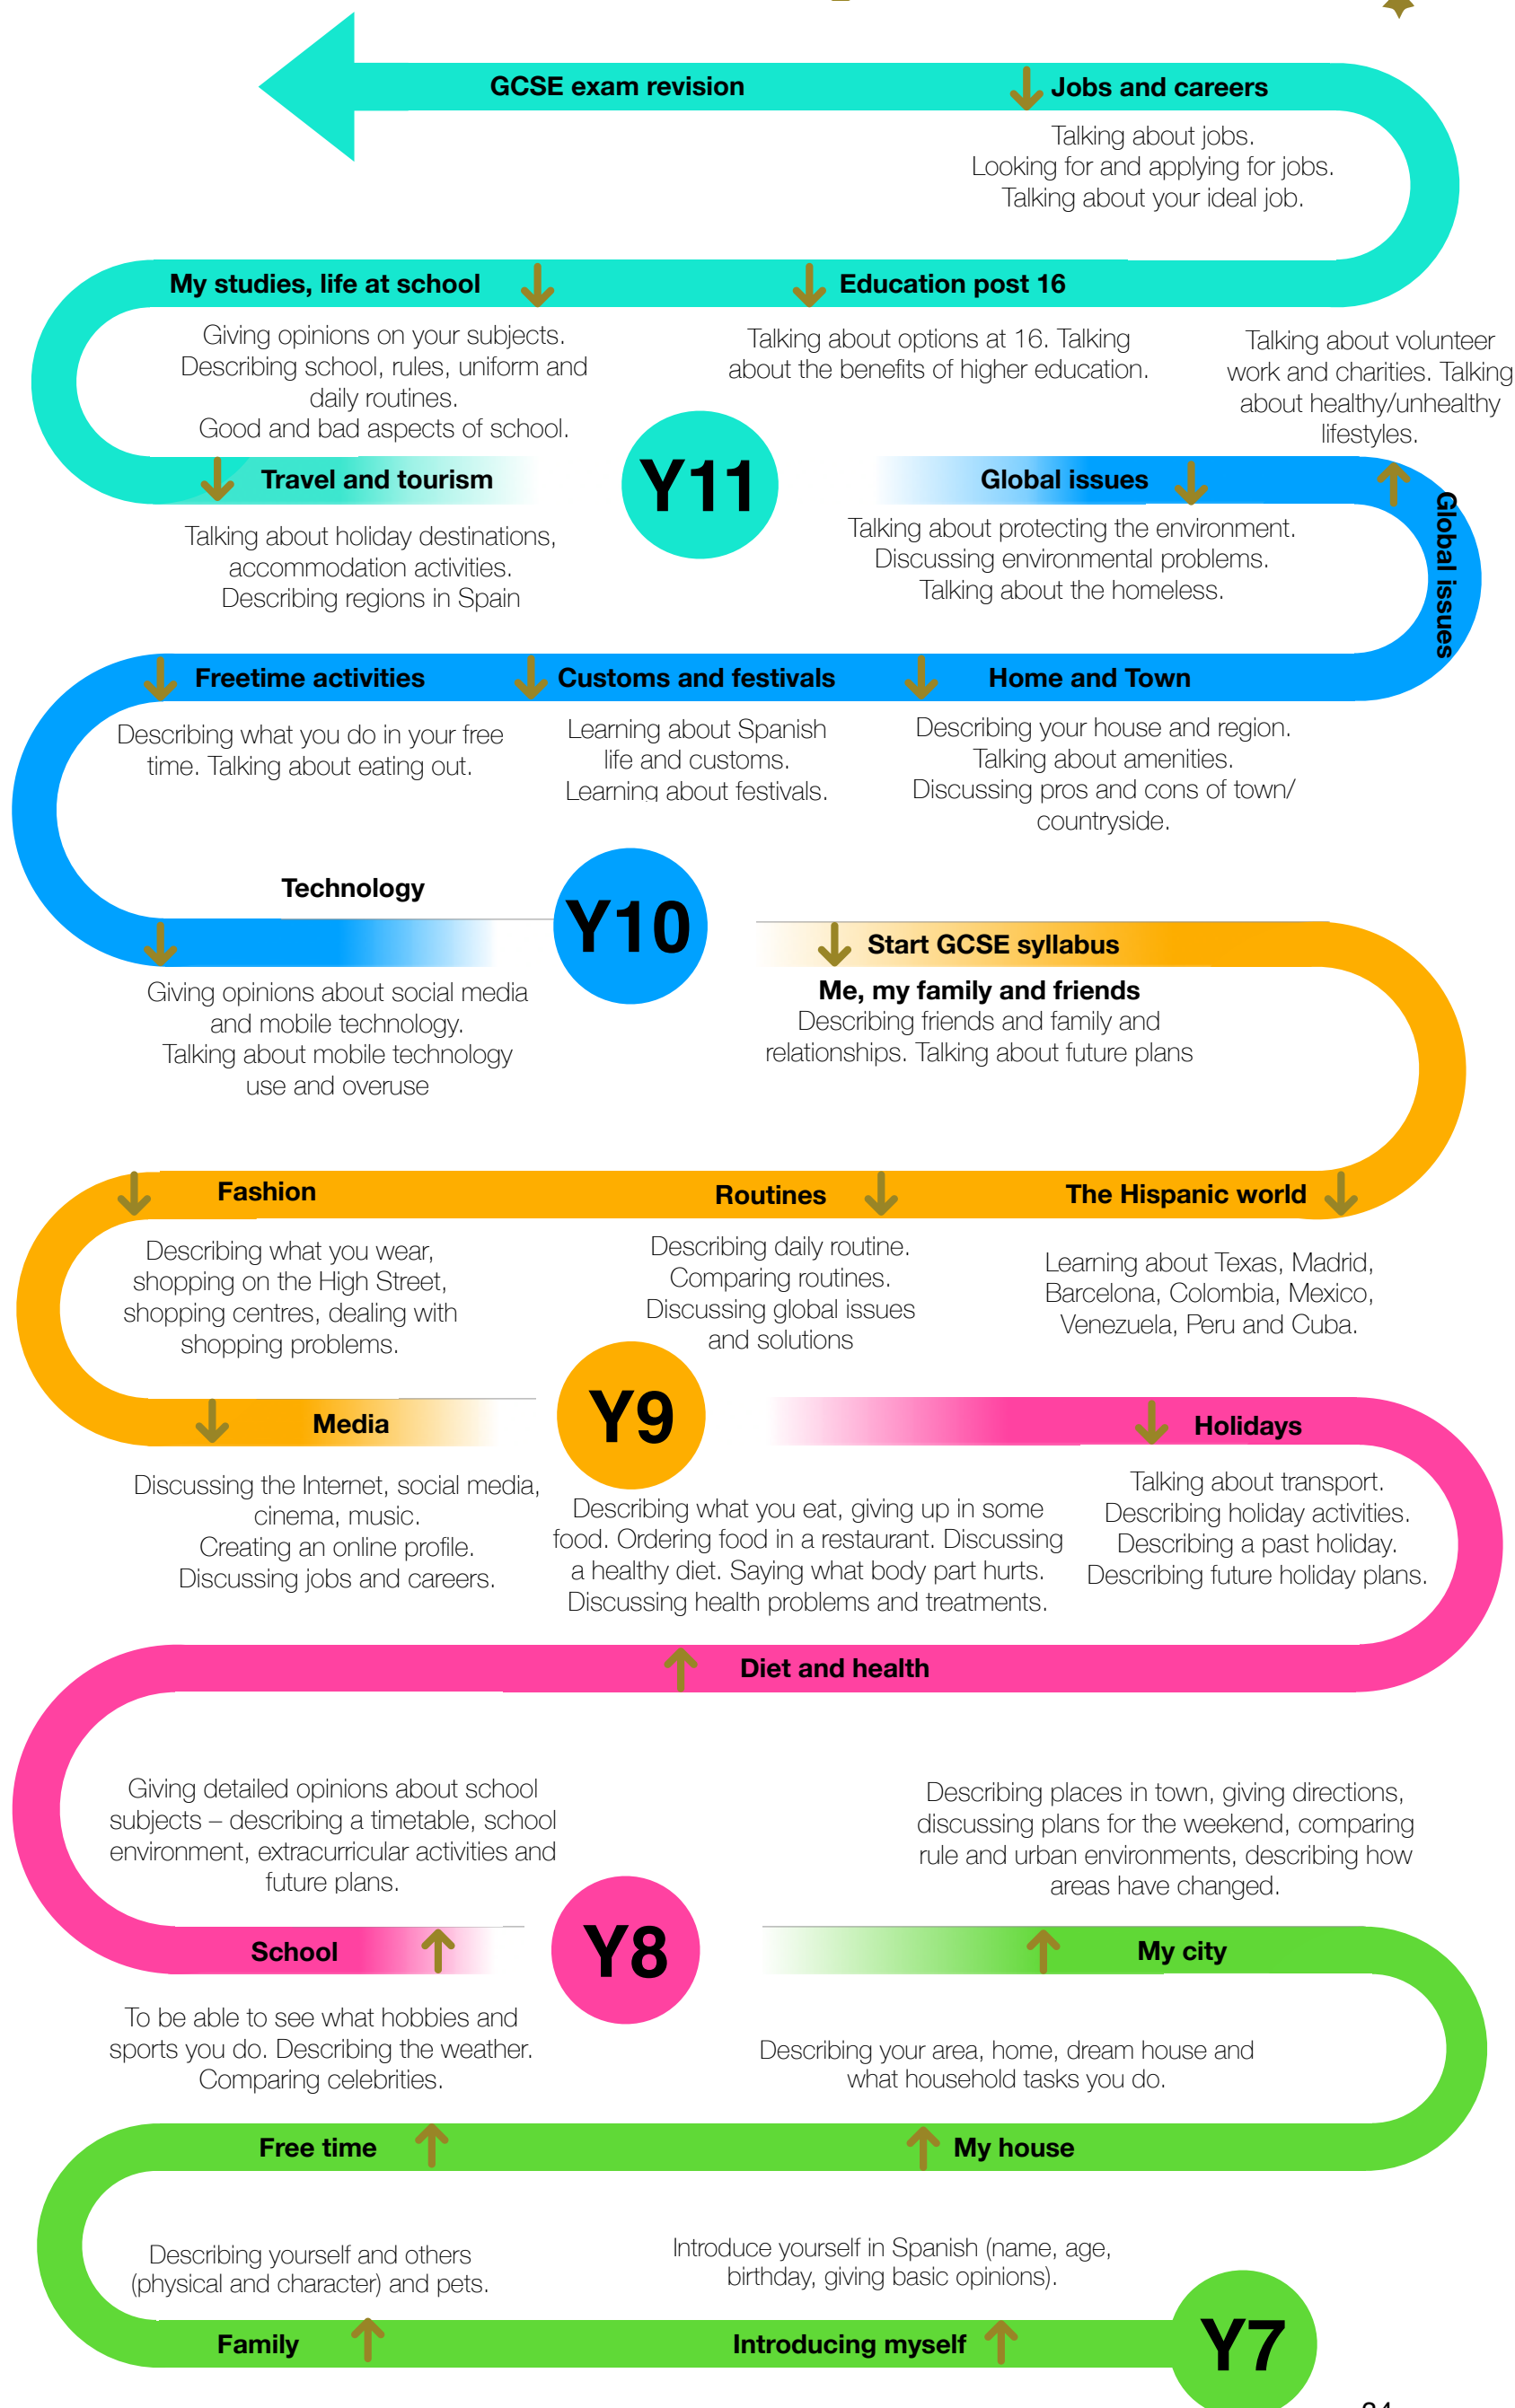 GCSE exam revision
Jobs and careers
Talking about jobs.
Looking for and applying for jobs.
Talking about your ideal job.
My studies, life at school
Education post 16
Giving opinions on your subjects.
Describing school, rules, uniform and
daily routines.
Good and bad aspects of school.
Talking about options at 16. Talking
about the benefits of higher education.
Talking about volunteer
work and charities. Talking
about healthy/unhealthy
lifestyles.
Travel and tourism
Y11
Global issues
Global issues
Talking about holiday destinations,
accommodation activities.
Describing regions in Spain
Talking about protecting the environment.
Discussing environmental problems.
Talking about the homeless.
Freetime activities
Customs and festivals
Home and Town
Describing what you do in your free
time. Talking about eating out.
Learning about Spanish
life and customs.
Learning about festivals.
Describing your house and region.
Talking about amenities.
Discussing pros and cons of town/
countryside.
Technology
Y10
Start GCSE syllabus
Giving opinions about social media
and mobile technology.
Talking about mobile technology
use and overuse
Me, my family and friends
Describing friends and family and
relationships. Talking about future plans
Fashion
Routines
The Hispanic world
Describing what you wear,
shopping on the High Street,
shopping centres, dealing with
shopping problems.
Describing daily routine.
Comparing routines.
Discussing global issues
and solutions
Learning about Texas, Madrid,
Barcelona, Colombia, Mexico,
Venezuela, Peru and Cuba.
Media
Y9
Holidays
Discussing the Internet, social media,
cinema, music.
Creating an online profile.
Discussing jobs and careers.
Describing what you eat, giving up in some
food. Ordering food in a restaurant. Discussing
a healthy diet. Saying what body part hurts.
Discussing health problems and treatments.
Talking about transport.
Describing holiday activities.
Describing a past holiday.
Describing future holiday plans.
Diet and health
Giving detailed opinions about school
subjects – describing a timetable, school
environment, extracurricular activities and
future plans.
Describing places in town, giving directions,
discussing plans for the weekend, comparing
rule and urban environments, describing how
areas have changed.
School
Y8
My city
To be able to see what hobbies and
sports you do. Describing the weather.
Comparing celebrities.
Describing your area, home, dream house and
what household tasks you do.
Free time
My house
Describing yourself and others
(physical and character) and pets.
Introduce yourself in Spanish (name, age,
birthday, giving basic opinions).
Family
Introducing myself
Y7